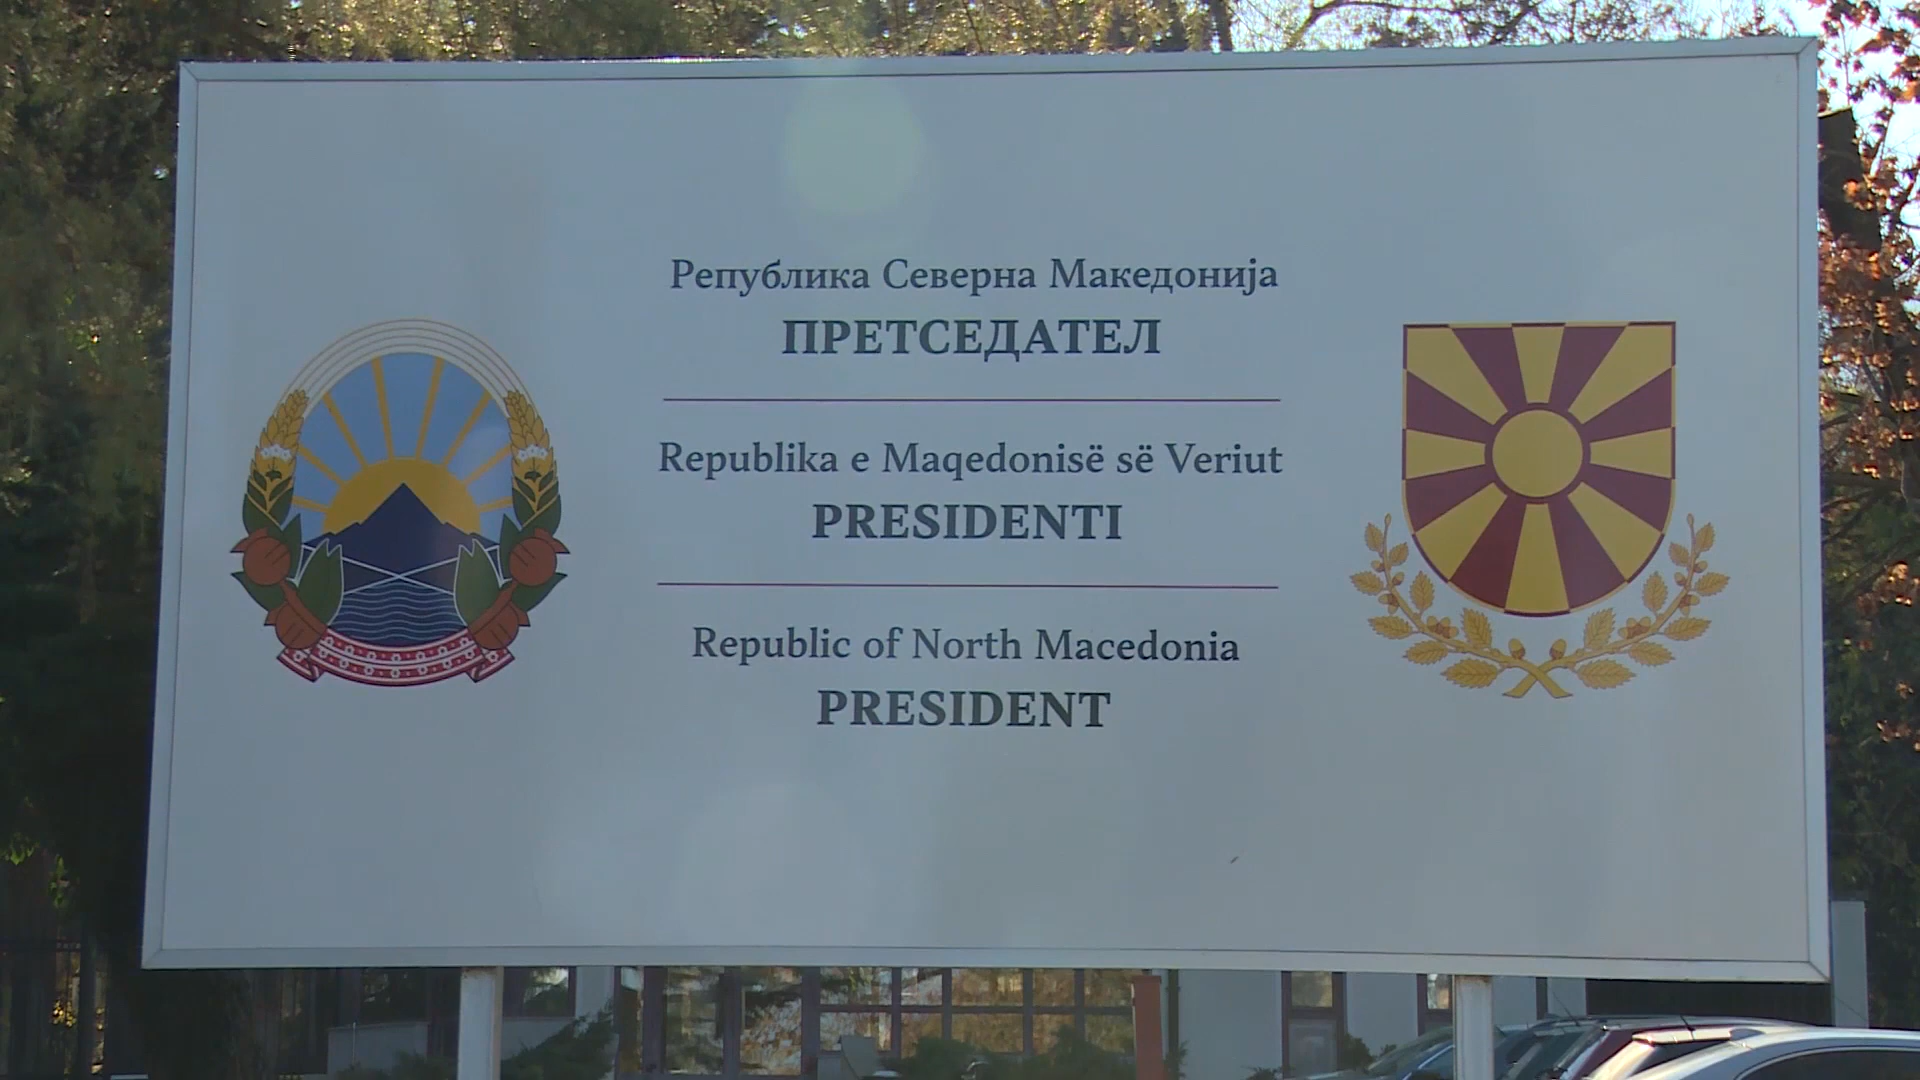 Република Северна Македонија
ПРЕТСЕДАТЕЛ
Republika e Maqedonisë së Veriut
PRESIDENTI
Republic of North Macedonia
PRESIDENT